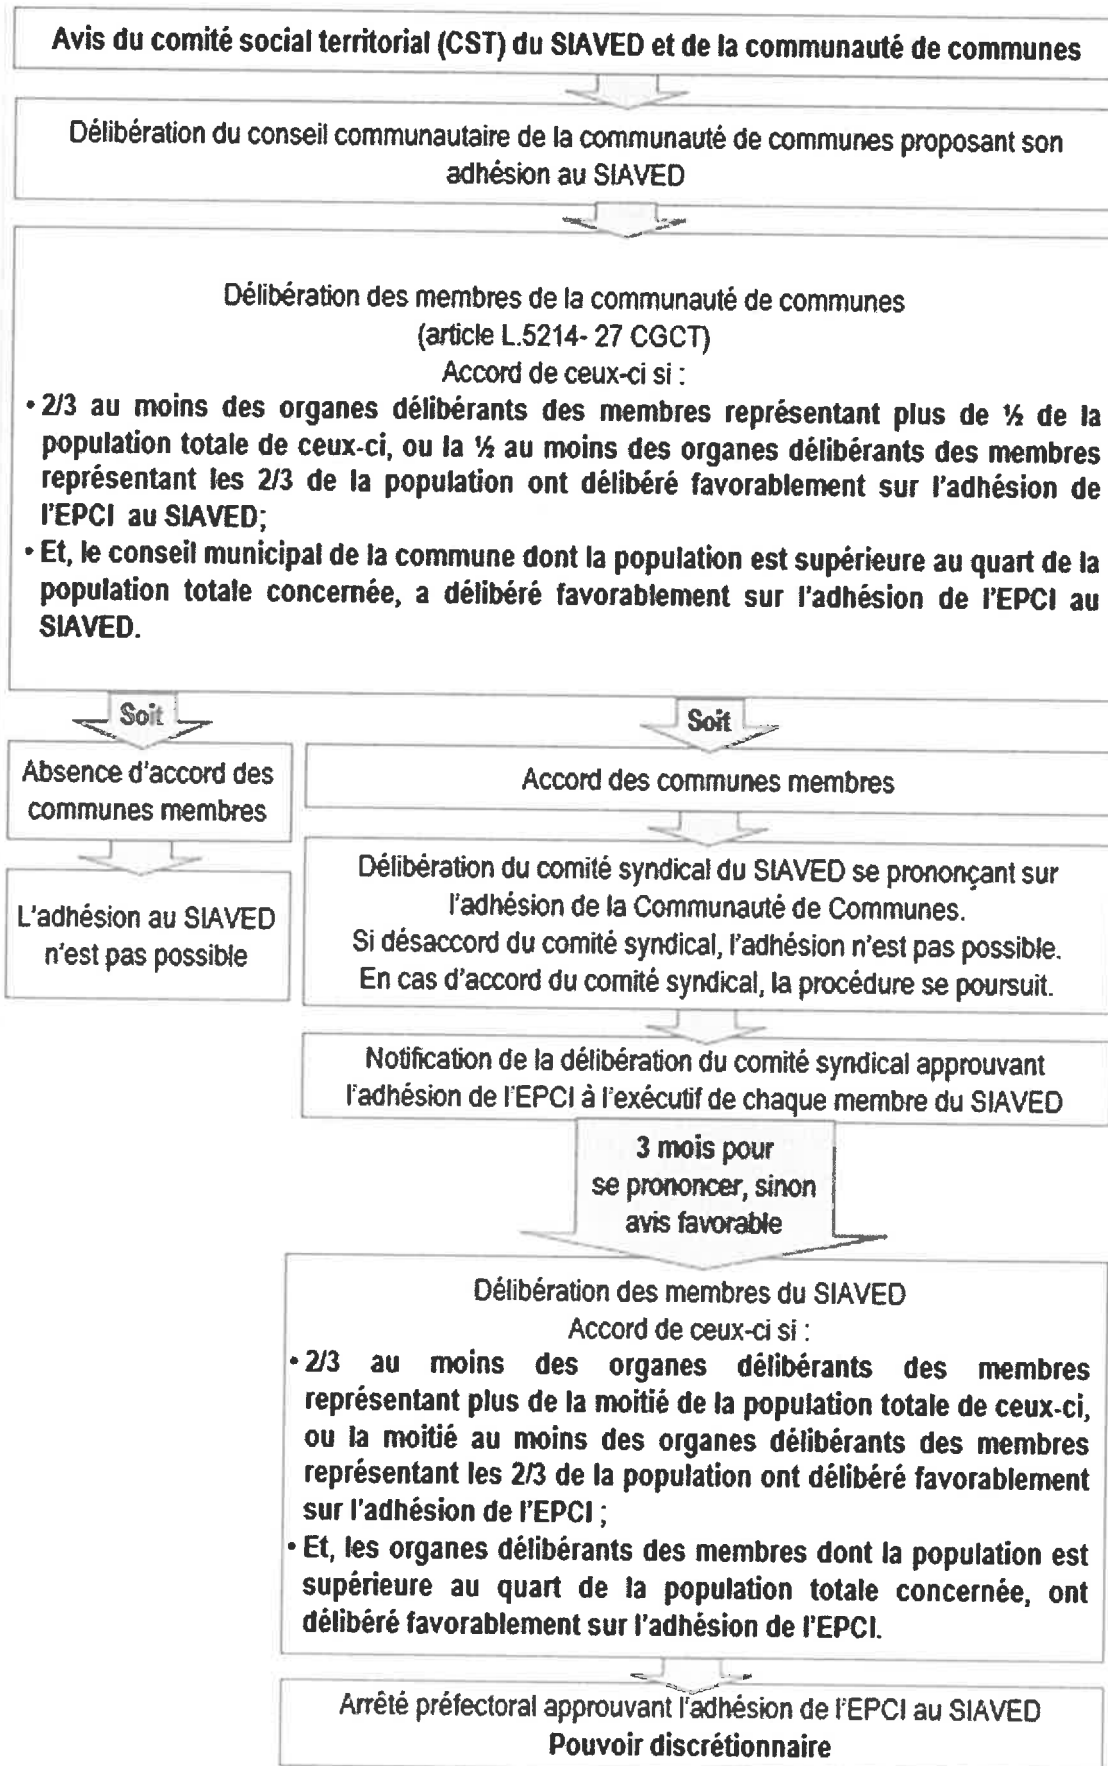 Avis du comité social territorial (CST) du SIAVED et de la communauté de communes
Délibération du conseil communautaire de la communauté de communes proposant son
adhésion au SIAVED
Délibération des membres de la communauté de communes
(article L.5214- 27 CGCT)
Accord de ceux-ci si :
• 2/3 au moins des organes délibérants des membres représentant plus de ½ de la
population totale de ceux-ci, ou la ½ au moins des organes délibérants des membres
représentant les 2/3 de la population ont délibéré favorablement sur l'adhésion de
l'EPCI au SIAVED;
• Et, le conseil municipal de la commune dont la population est supérieure au quart de la
population totale concernée, a délibéré favorablement sur l'adhésion de l'EPCI au
SIAVED.
Soit
Absence d'accord des
communes membres
L'adhésion au SIAVED
n'est pas possible
Soit
Accord des communes membres
Délibération du comité syndical du SIAVED se prononçant sur
l'adhésion de la Communauté de Communes.
Si désaccord du comité syndical, l'adhésion n'est pas possible.
En cas d'accord du comité syndical, la procédure se poursuit.
Notification de la délibération du comité syndical approuvant
l'adhésion de l'EPCI à l'exécutif de chaque membre du SIAVED
3 mois pour
se prononcer, sinon
avis favorable
Délibération des membres du SIAVED
Accord de ceux-ci si :
• 2/3 au moins des organes délibérants des membres
représentant plus de la moitié de la population totale de ceux-ci,
ou la moitié au moins des organes délibérants des membres
représentant les 2/3 de la population ont délibéré favorablement
sur l'adhésion de l'EPCI ;
• Et, les organes délibérants des membres dont la population est
supérieure au quart de la population totale concernée, ont
délibéré favorablement sur l'adhésion de l'EPCI.
Arrêté préfectoral approuvant l'adhésion de l'EPCI au SIAVED
Pouvoir discrétionnaire